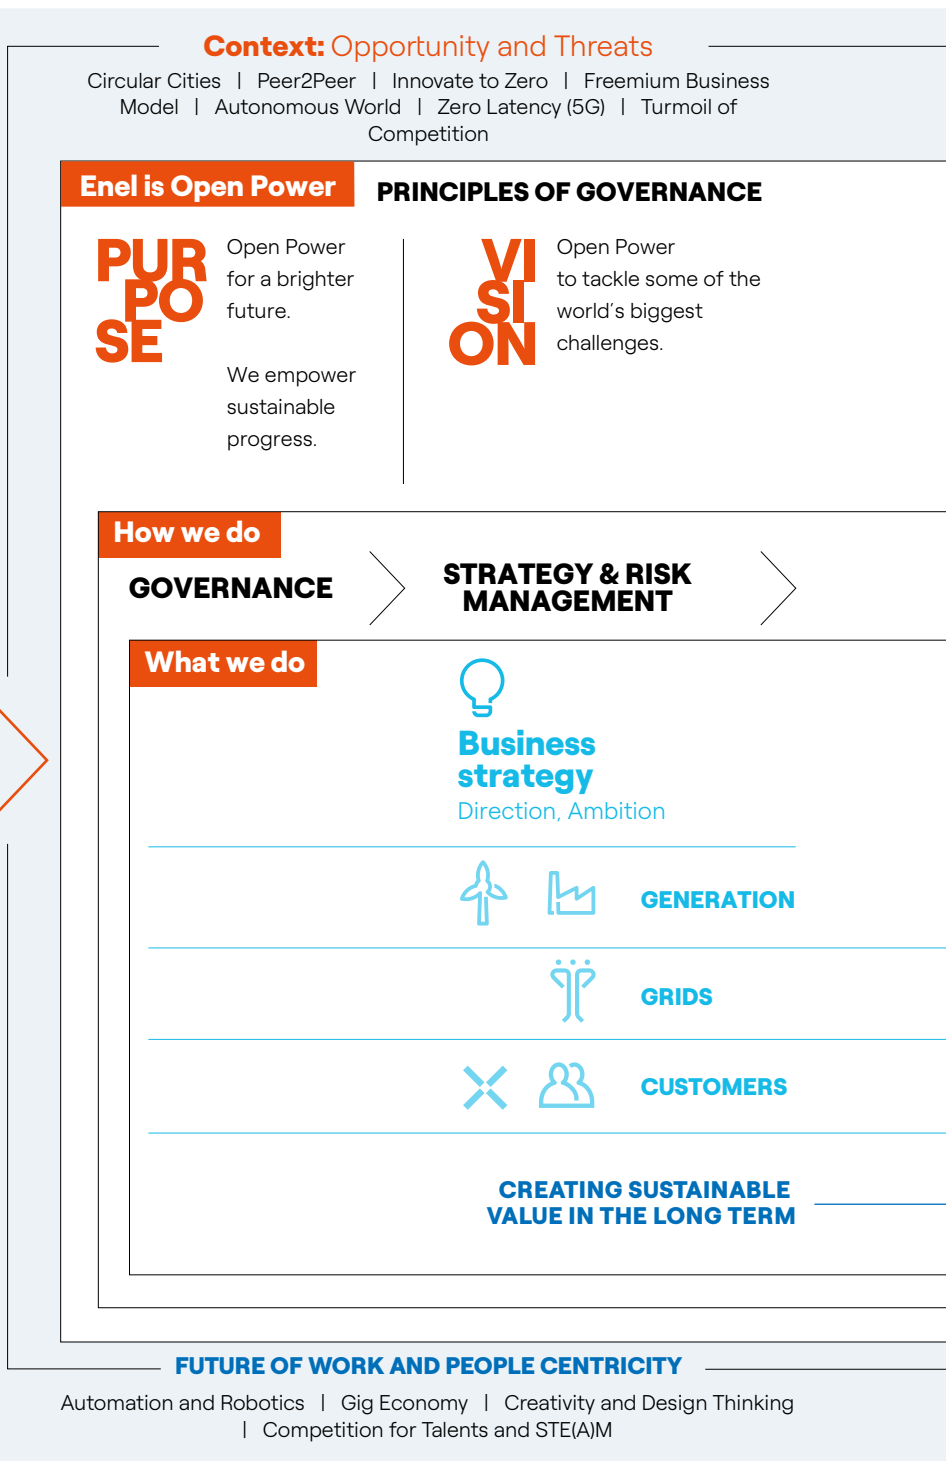 Context: Opportunity and Threats
Circular Cities | Peer2Peer | Innovate to Zero | Freemium Business
Model | Autonomous World | Zero Latency (5G) | Turmoil of
Competition
Enel is Open Power
PRINCIPLES OF GOVERNANCE
PUR
PO
SE
Open Power
for a brighter
future.
We empower
sustainable
progress.
VI
SI
ON
Open Power
to tackle some of the
world´s biggest
challenges.
How we do
GOVERNANCE
STRATEGY & RISK
MANAGEMENT
What we do
Business
strategy
Direction, Ambition
GENERATION
GRIDS
CUSTOMERS
CREATING SUSTAINABLE
VALUE IN THE LONG TERM
FUTURE OF WORK AND PEOPLE CENTRICITY
Automation and Robotics | Gig Economy | Creativity and Design Thinking
| Competition for Talents and STE(A)M